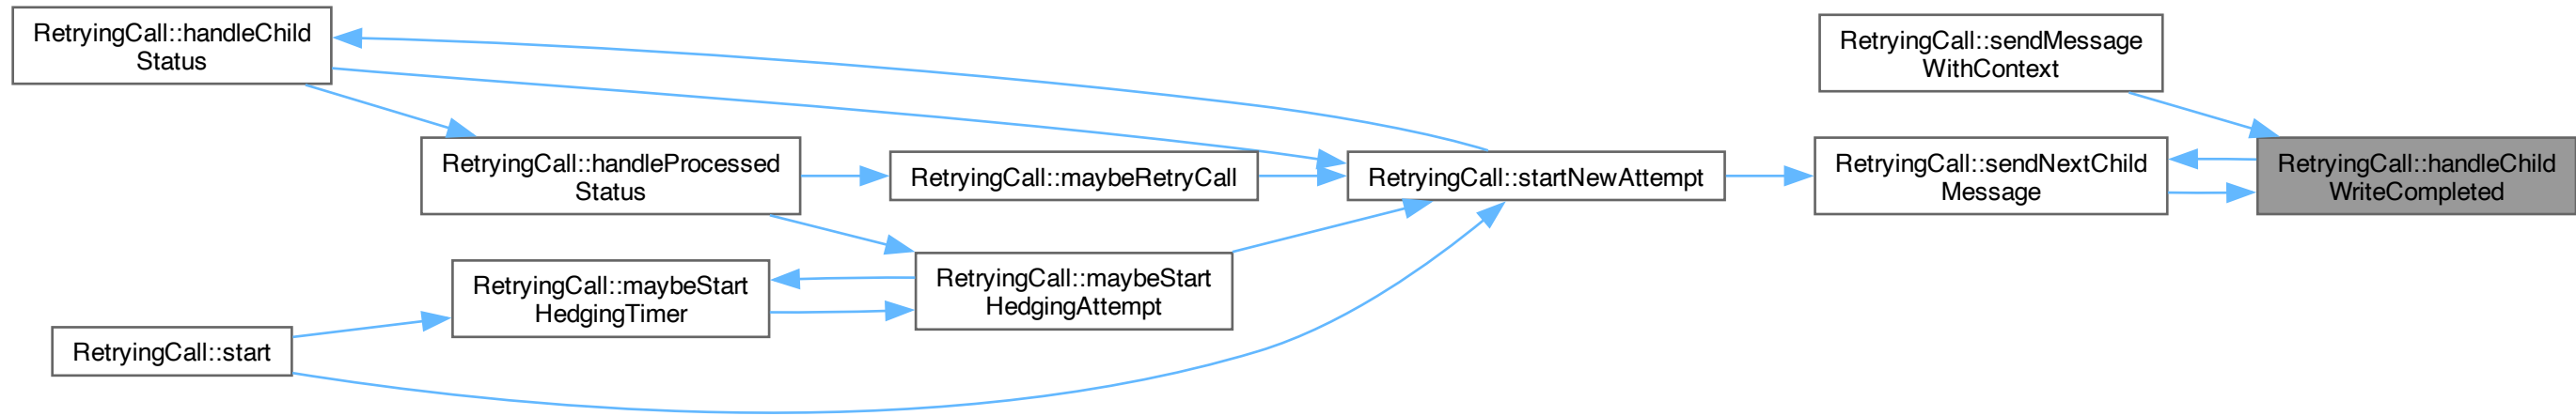 RetryingCall::handleChild
Status
RetryingCall::sendMessage
WithContext
RetryingCall::handleProcessed
Status
RetryingCall::maybeRetryCall
RetryingCall::startNewAttempt
RetryingCall::sendNextChild
Message
RetryingCall::handleChild
WriteCompleted
RetryingCall::maybeStart
HedgingTimer
RetryingCall::maybeStart
HedgingAttempt
RetryingCall::start